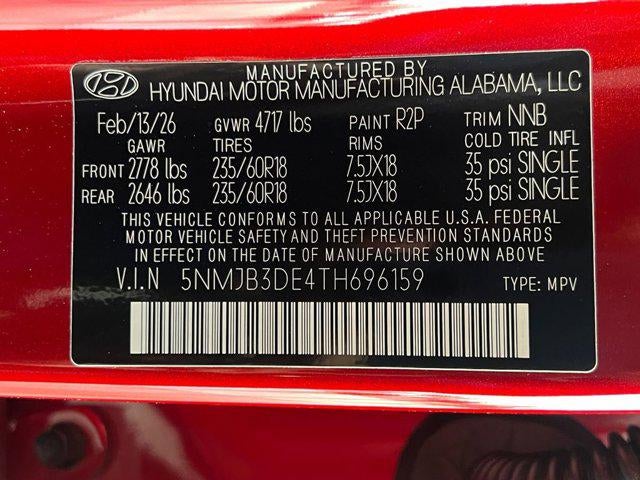 MANUFACTURED BY
HYUNDAI MOTOR MANUFACTURING ALABAMA, LLC
Feb/13/26 GVWR 4717 lbs PAINT R2P TRIM NNB
GAWR TIRES RIMS COLD TIRE INFL
FRONT 2778 lbs 235/60R18 7.5JX18 35 psi SINGLE
REAR 2646 lbs 235/60R18 7.5JX18 35 psi SINGLE
THIS VEHICLE CONFORMS TO ALL APPLICABLE U.S.A. FEDERAL
MOTOR VEHICLE SAFETY AND THEFT PREVENTION STANDARDS
IN EFFECT ON THE DATE OF MANUFACTURE SHOWN ABOVE
V.I.N 5NMJB3DE4TH696159 TYPE: MPV